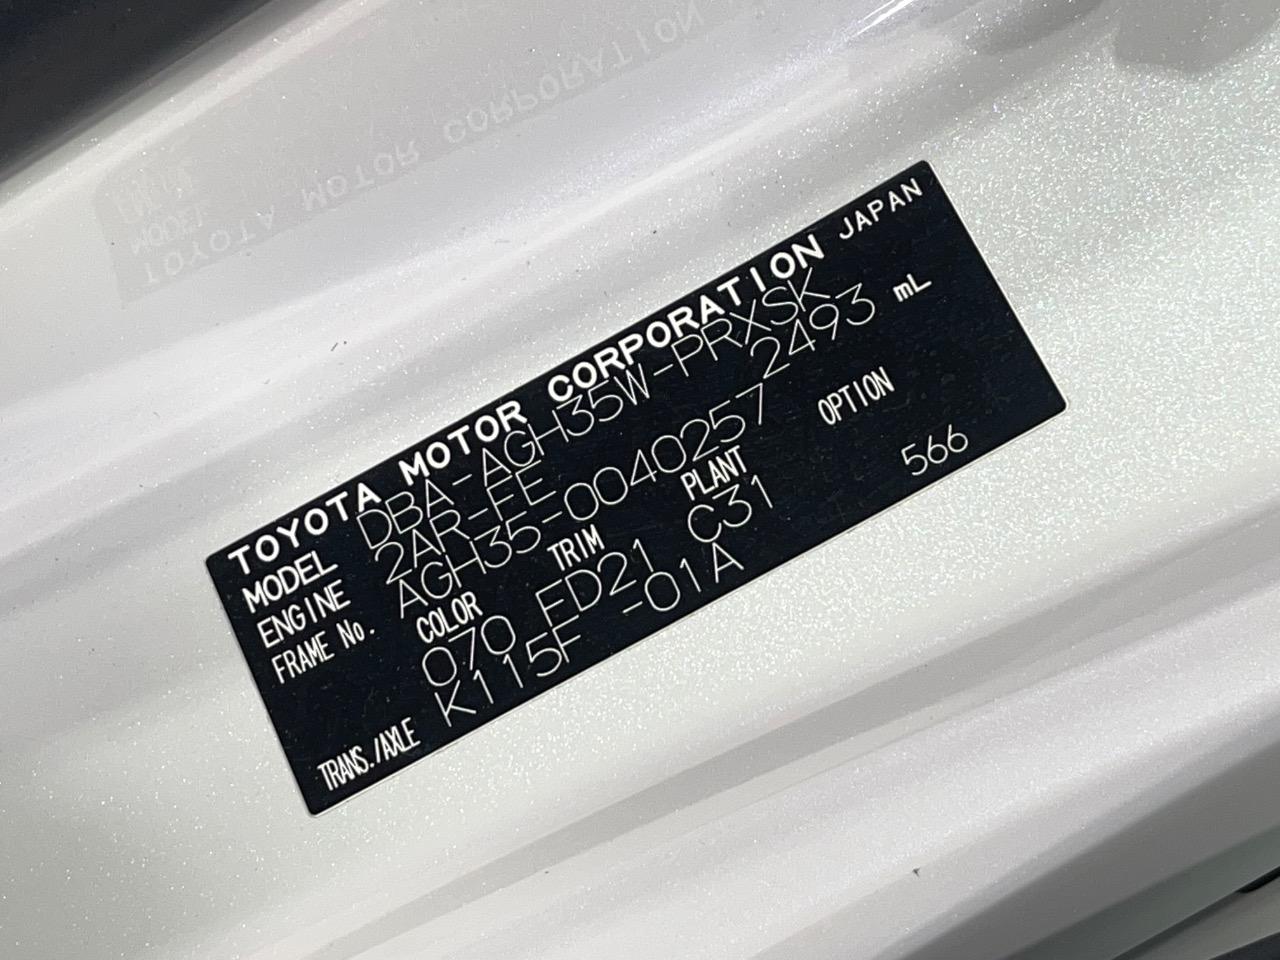 TOYOTA MOTOR CORPORATION JAPAN
MODEL DBA-AGH35W-PRXSK
ENGINE 2AR-FE 2493 mL
FRAME No. AGH35-0040257
COLOR TRIM PLANT OPTION
070 FD21 C31 566
TRANS./AXLE K115F -01A
TOYOTA MOTOR CORPORATION